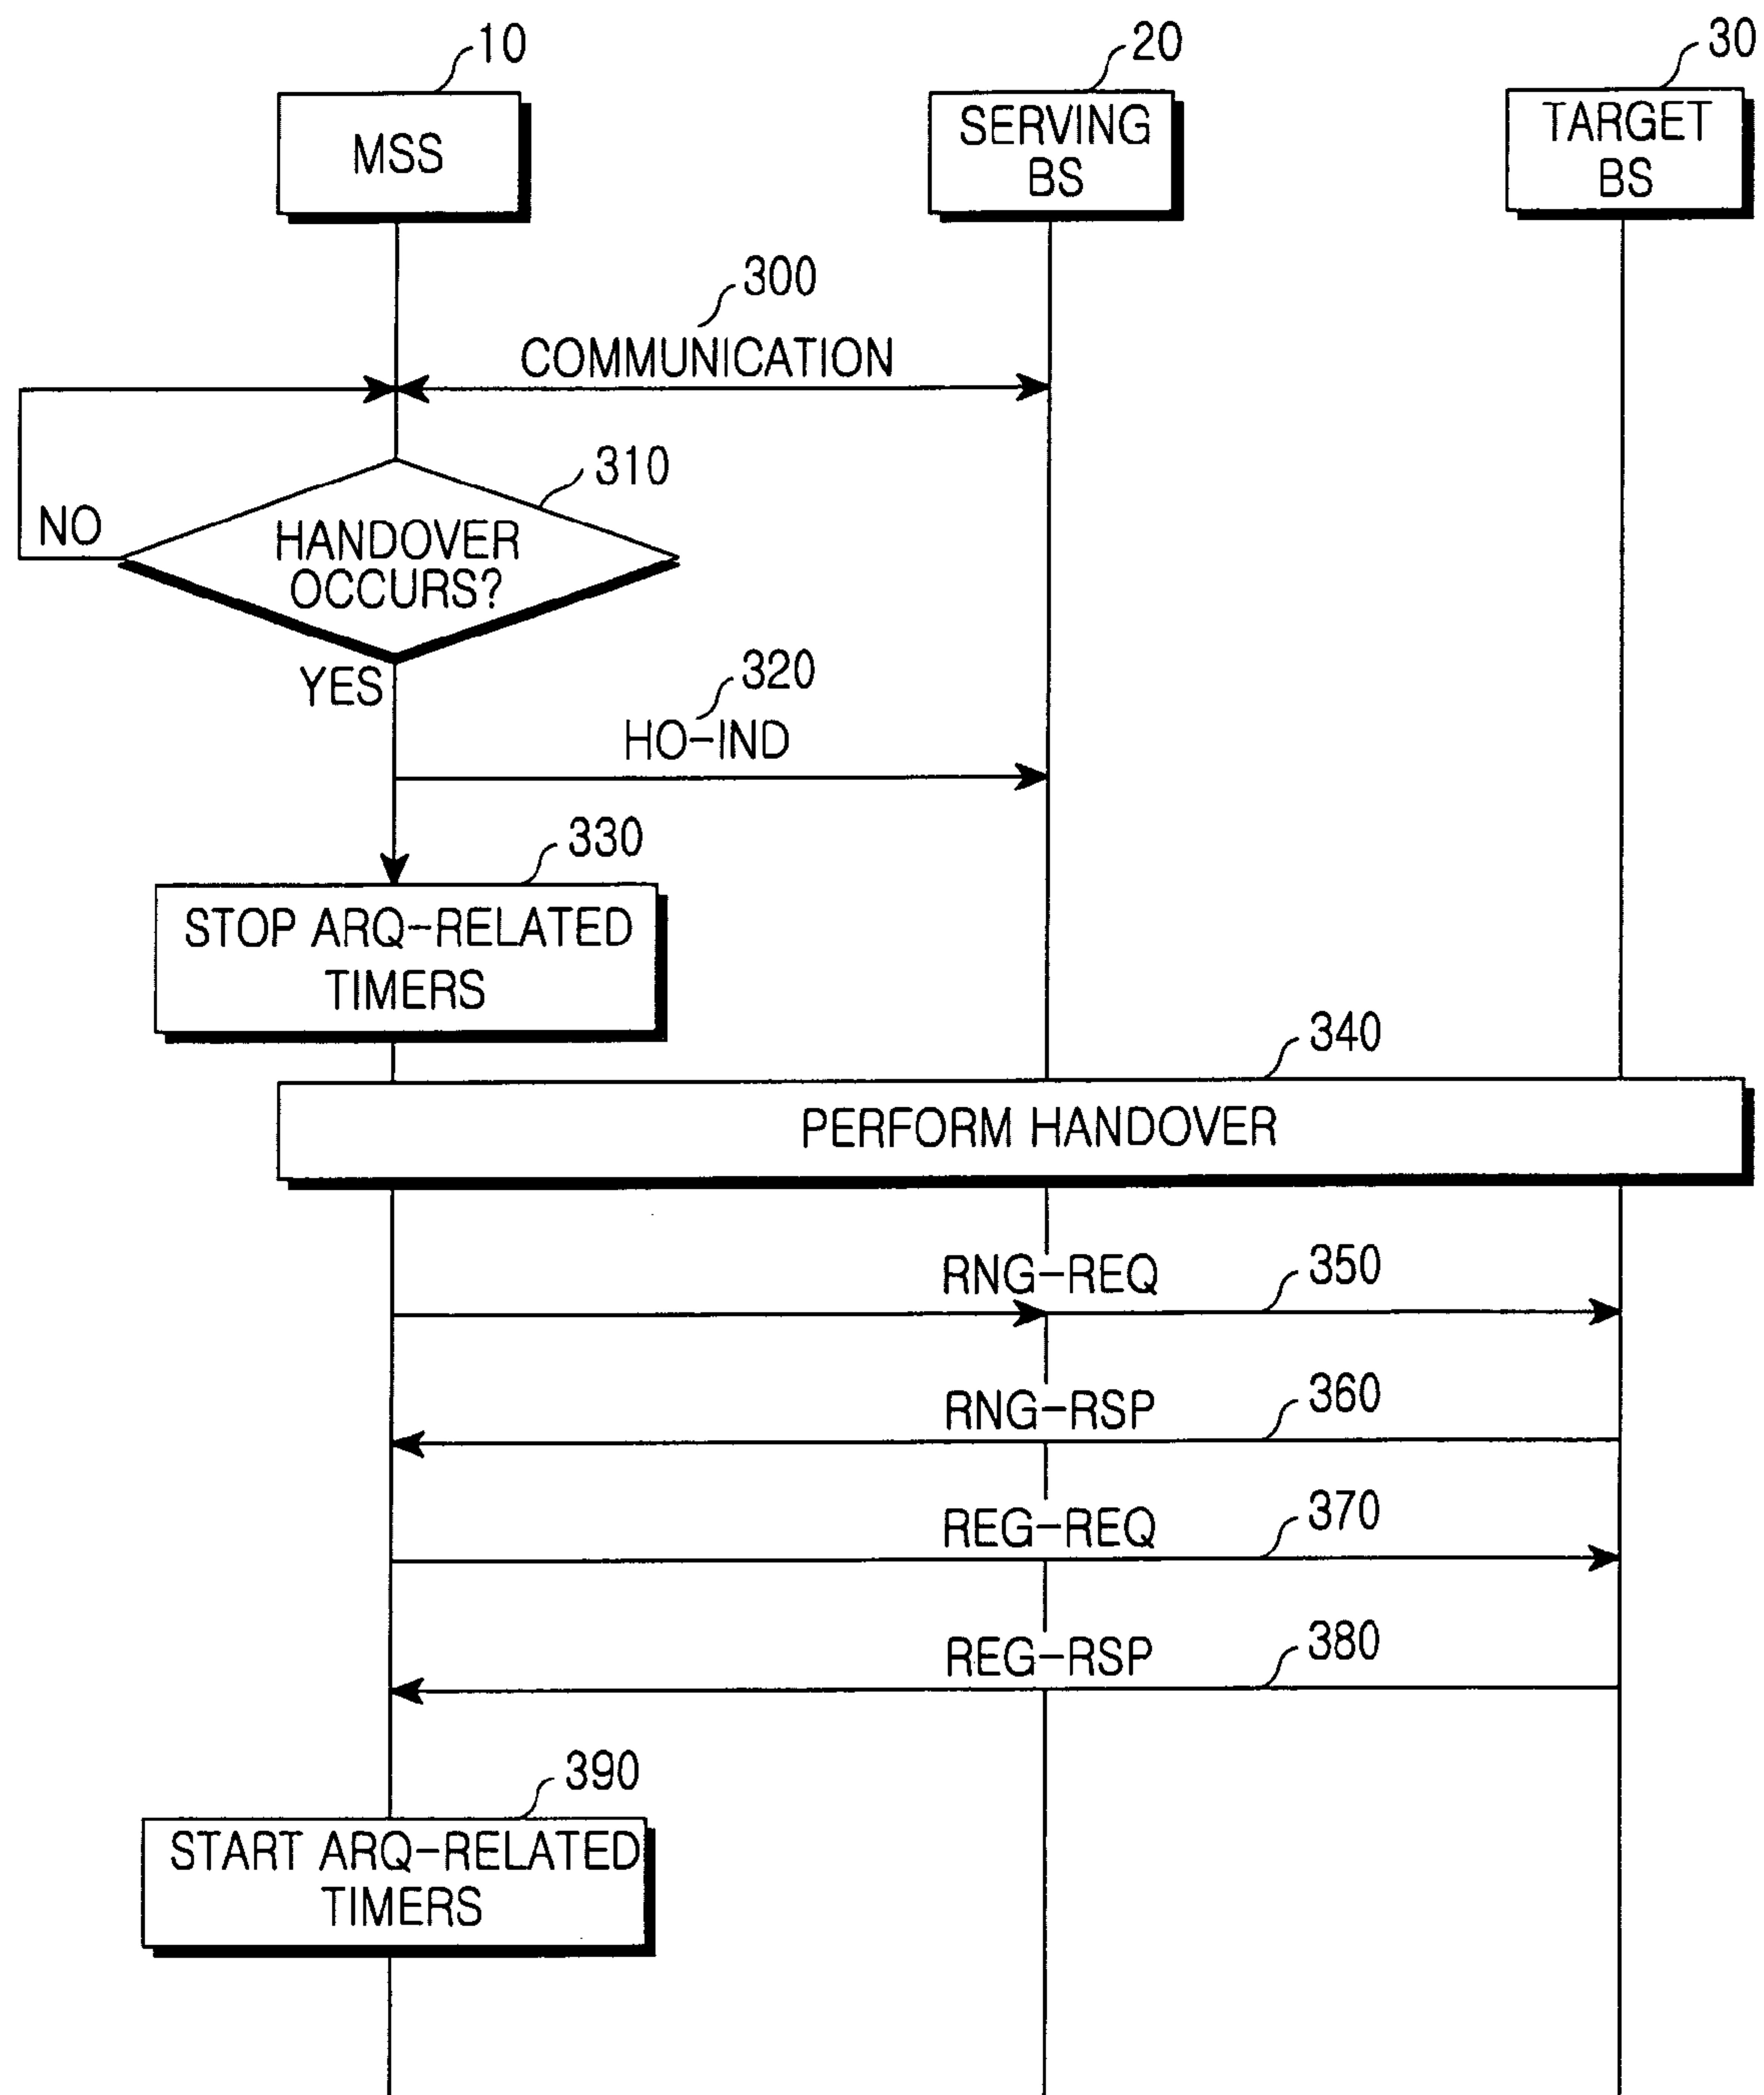 10
20
30
MSS
SERVING
BS
TARGET
BS
300
COMMUNICATION
310
NO
HANDOVER
OCCURS?
YES
320
HO-IND
330
STOP ARQ-RELATED
TIMERS
340
PERFORM HANDOVER
RNG-REQ
350
RNG-RSP
360
REG-REQ
370
REG-RSP
380
390
START ARQ-RELATED
TIMERS